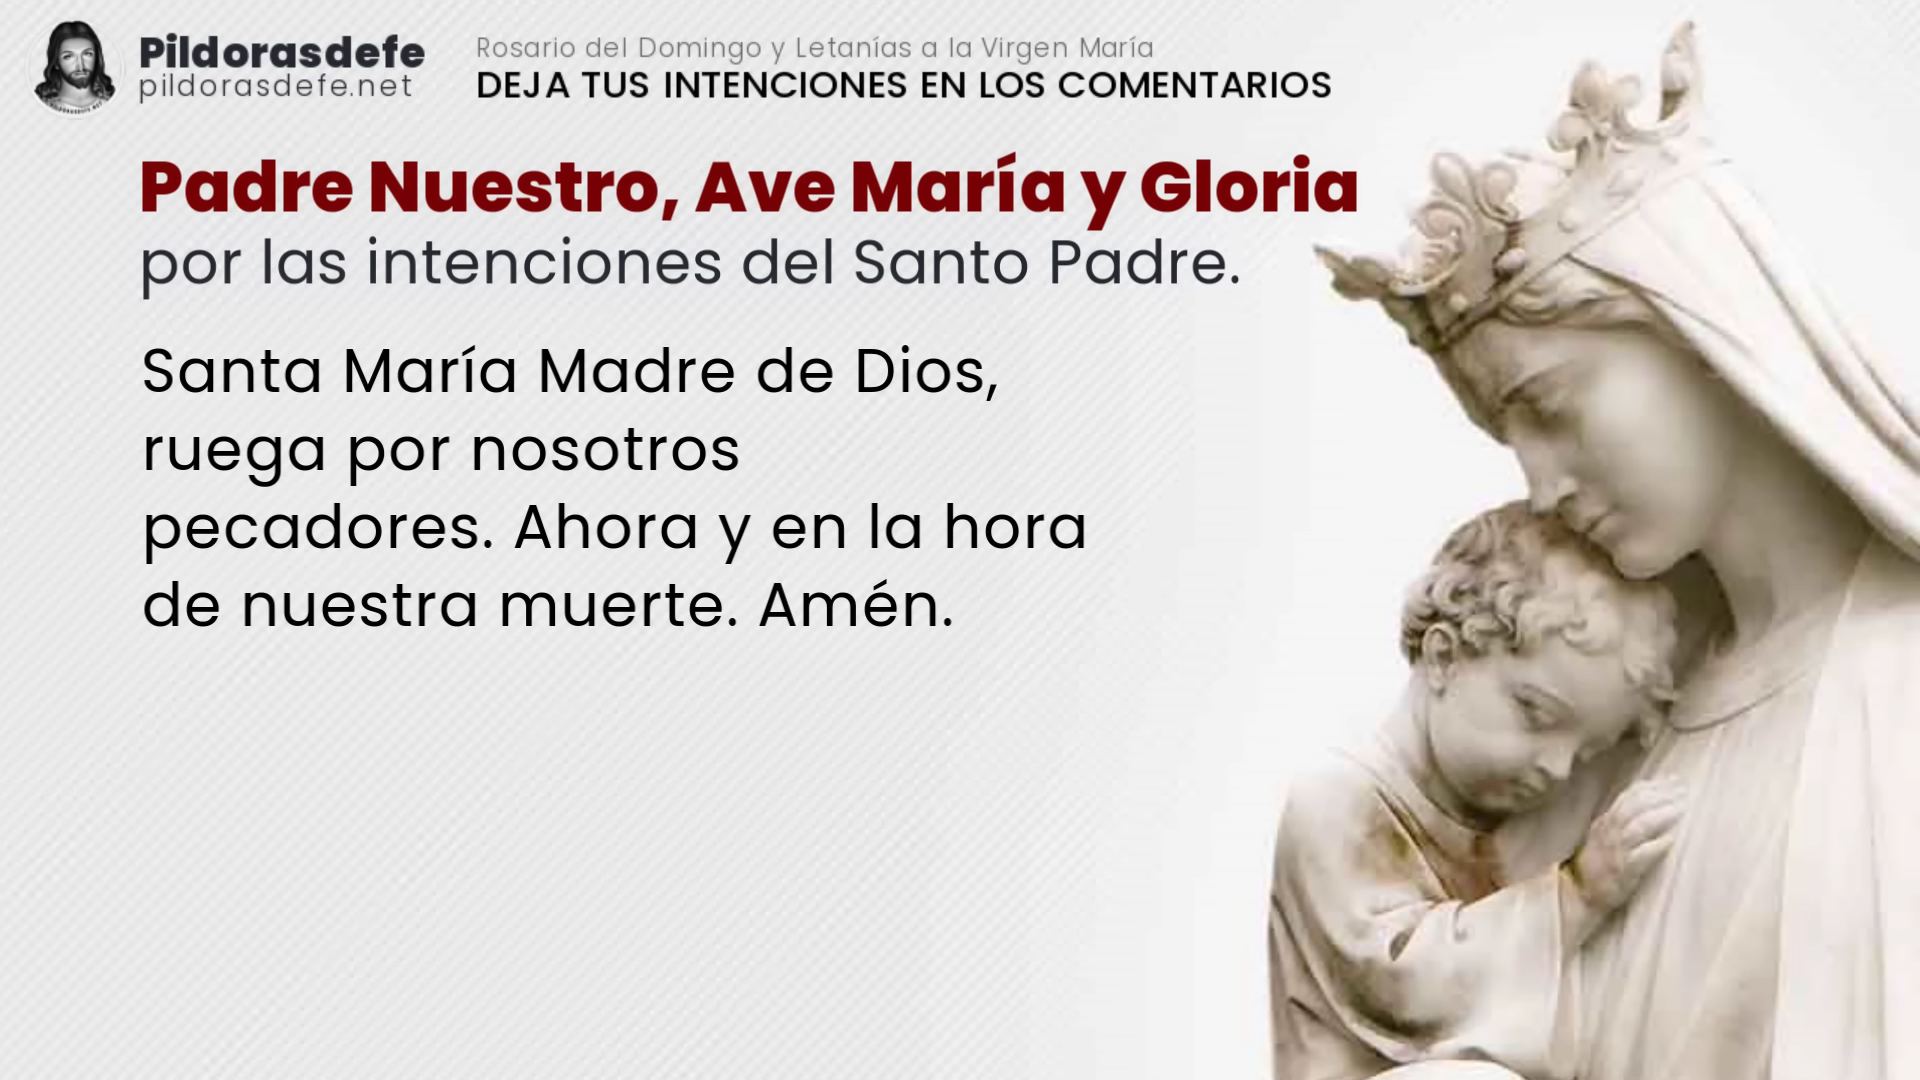 Pildorasdefe
pildorasdefe.net
Rosario del Domingo y Letanías a la Virgen María
DEJA TUS INTENCIONES EN LOS COMENTARIOS
Padre Nuestro, Ave María y Gloria
por las intenciones del Santo Padre.
Santa María Madre de Dios,
ruega por nosotros
pecadores. Ahora y en la hora
de nuestra muerte. Amén.